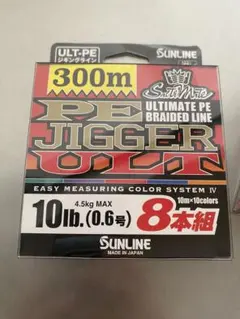 ULT-PE
ジギングライン
SUNLINE
300m
SaltiMate
PE
ULTIMATE PE
BRAIDED LINE
JIGGER
ULT
EASY MEASURING COLOR SYSTEM IV
4.5kg MAX
10m×10colors
10lb.(0.6号)
8本組
SUNLINE
MADE IN JAPAN